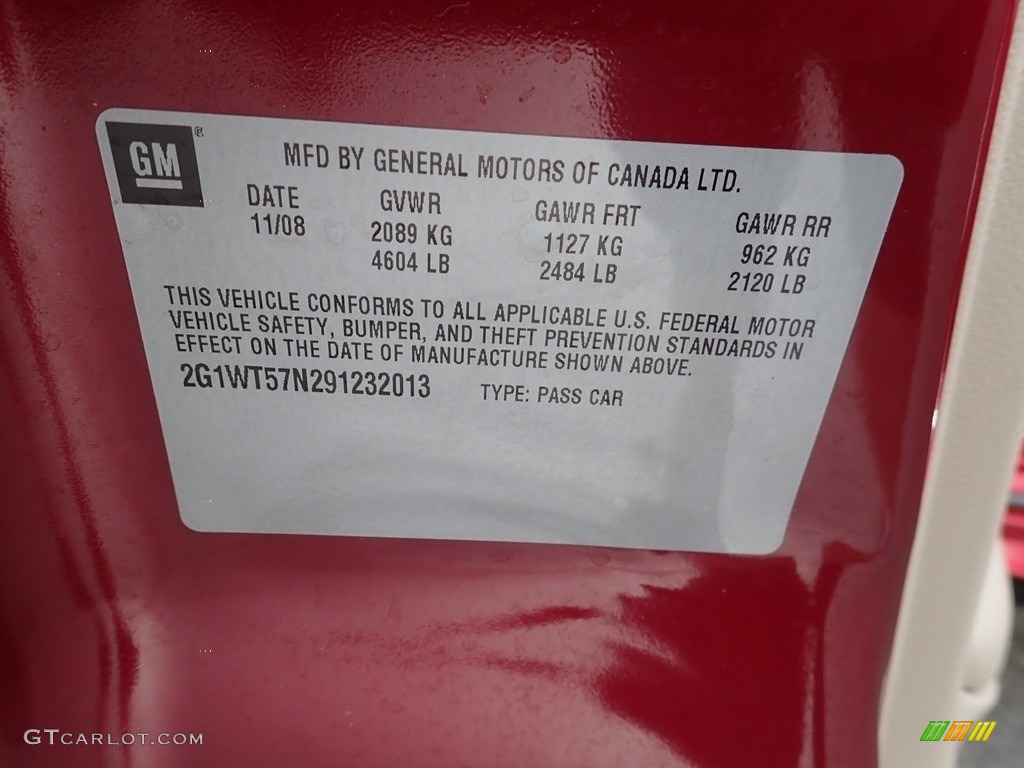 GM
MFD BY GENERAL MOTORS OF CANADA LTD.
DATE GVWR GAWR FRT GAWR RR
11/08 2089 KG 1127 KG 962 KG
4604 LB 2484 LB 2120 LB
THIS VEHICLE CONFORMS TO ALL APPLICABLE U.S. FEDERAL MOTOR
VEHICLE SAFETY, BUMPER, AND THEFT PREVENTION STANDARDS IN
EFFECT ON THE DATE OF MANUFACTURE SHOWN ABOVE.
2G1WT57N291232013 TYPE: PASS CAR
GTCARLOT.COM